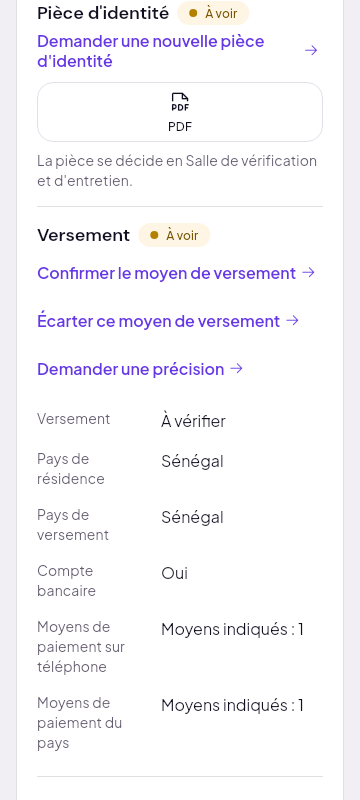 Pièce d'identité
À voir
Demander une nouvelle pièce
d'identité
PDF
PDF
La pièce se décide en Salle de vérification
et d'entretien.
Versement
À voir
Confirmer le moyen de versement
Écarter ce moyen de versement
Demander une précision
Versement
À vérifier
Pays de
résidence
Sénégal
Pays de
versement
Sénégal
Compte
bancaire
Oui
Moyens de
paiement sur
téléphone
Moyens indiqués : 1
Moyens de
paiement du
pays
Moyens indiqués : 1